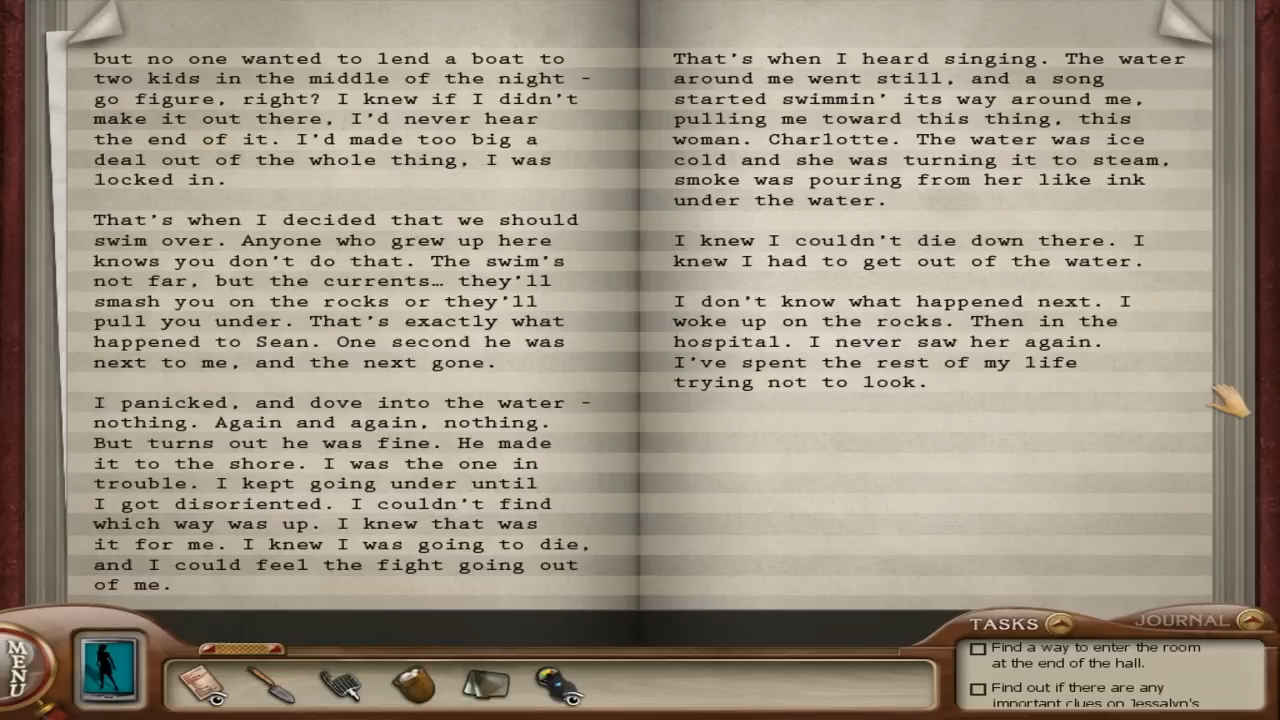 but no one wanted to lend a boat to
two kids in the middle of the night -
go figure, right? I knew if I didn't
make it out there, I'd never hear
the end of it. I'd made too big a
deal out of the whole thing, I was
locked in.
That's when I decided that we should
swim over. Anyone who grew up here
knows you don't do that. The swim's
not far, but the currents… they'll
smash you on the rocks or they'll
pull you under. That's exactly what
happened to Sean. One second he was
next to me, and the next gone.
I panicked, and dove into the water -
nothing. Again and again, nothing.
But turns out he was fine. He made
it to the shore. I was the one in
trouble. I kept going under until
I got disoriented. I couldn't find
which way was up. I knew that was
it for me. I knew I was going to die,
and I could feel the fight going out
of me.
That's when I heard singing. The water
around me went still, and a song
started swimmin' its way around me,
pulling me toward this thing, this
woman. Charlotte. The water was ice
cold and she was turning it to steam,
smoke was pouring from her like ink
under the water.
I knew I couldn't die down there. I
knew I had to get out of the water.
I don't know what happened next. I
woke up on the rocks. Then in the
hospital. I never saw her again.
I've spent the rest of my life
trying not to look.
MENU
TASKS
JOURNAL
Find a way to enter the room
at the end of the hall.
Find out if there are any
important clues on Jessalyn's